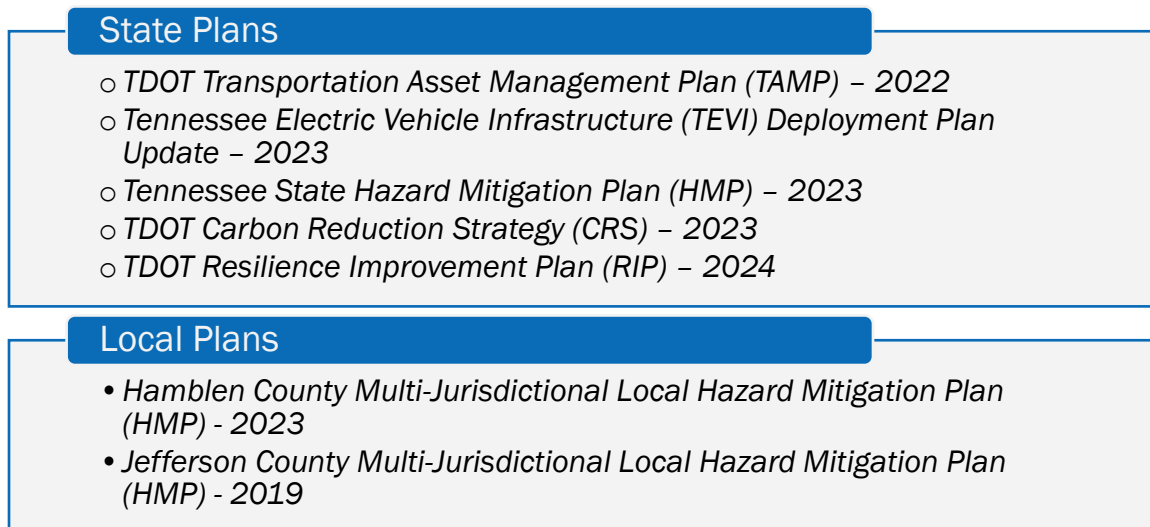 State Plans
o TDOT Transportation Asset Management Plan (TAMP) – 2022
o Tennessee Electric Vehicle Infrastructure (TEVI) Deployment Plan
Update – 2023
o Tennessee State Hazard Mitigation Plan (HMP) – 2023
o TDOT Carbon Reduction Strategy (CRS) – 2023
o TDOT Resilience Improvement Plan (RIP) – 2024
Local Plans
• Hamblen County Multi-Jurisdictional Local Hazard Mitigation Plan
(HMP) - 2023
• Jefferson County Multi-Jurisdictional Local Hazard Mitigation Plan
(HMP) - 2019